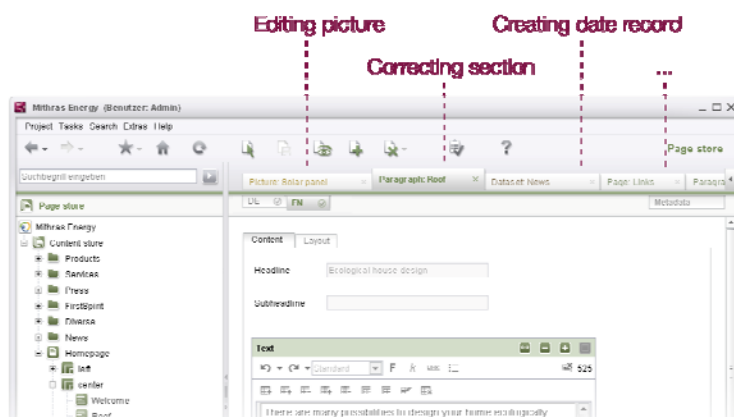 Editing picture
Creating date record
Correcting section
...
Mithras Energy (Benutzer: Admin)
Project Tasks Search Extras Help
Page store
Suchbegriff eingeben
Picture: Solar panel
Paragraph: Roof
Dataset: News
Page: Links
Paragra
Page store
DE
EN
Metadata
Mithras Energy
Content store
Products
Services
Press
FirstSpirit
Diverse
News
Homepage
left
center
Welcome
Roof
Content
Layout
Headline
Ecological house design
Subheadline
Text
Standard
F
K
525
There are many possibilities to design your home ecologically